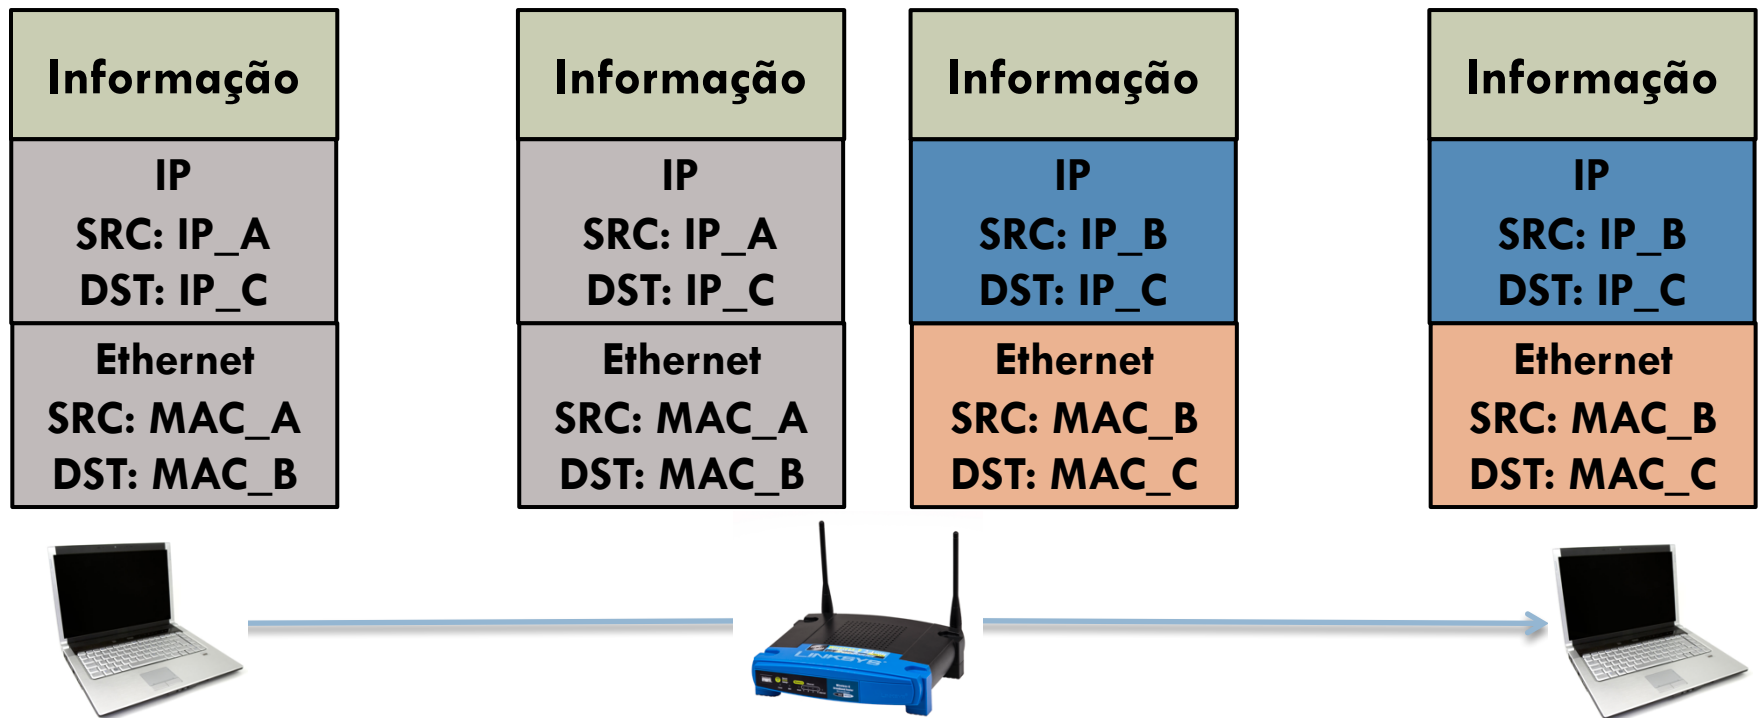 Informação
IP
SRC: IP_A
DST: IP_C
Ethernet
SRC: MAC_A
DST: MAC_B
Informação
IP
SRC: IP_A
DST: IP_C
Ethernet
SRC: MAC_A
DST: MAC_B
Informação
IP
SRC: IP_B
DST: IP_C
Ethernet
SRC: MAC_B
DST: MAC_C
Informação
IP
SRC: IP_B
DST: IP_C
Ethernet
SRC: MAC_B
DST: MAC_C
LINKSYS